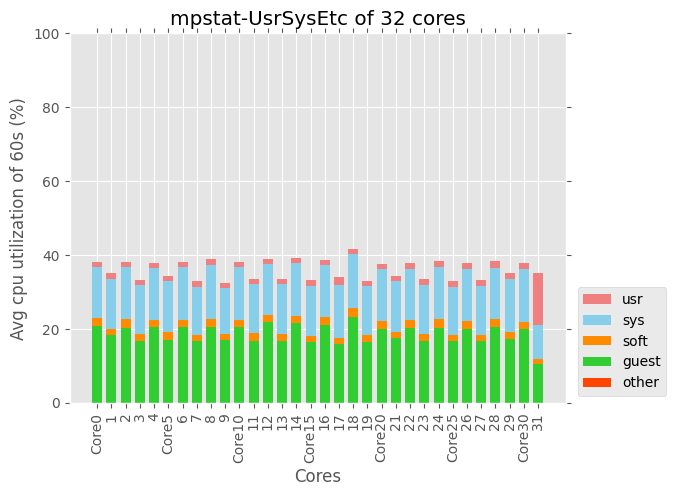 mpstat-UsrSysEtc of 32 cores
Avg cpu utilization of 60s (%)
100
80
60
40
20
0
usr
sys
soft
guest
other
Core0
1
2
3
4
Core5
6
7
8
9
Core10
11
12
13
14
Core15
16
17
18
19
Core20
21
22
23
24
Core25
26
27
28
29
Core30
31
Cores